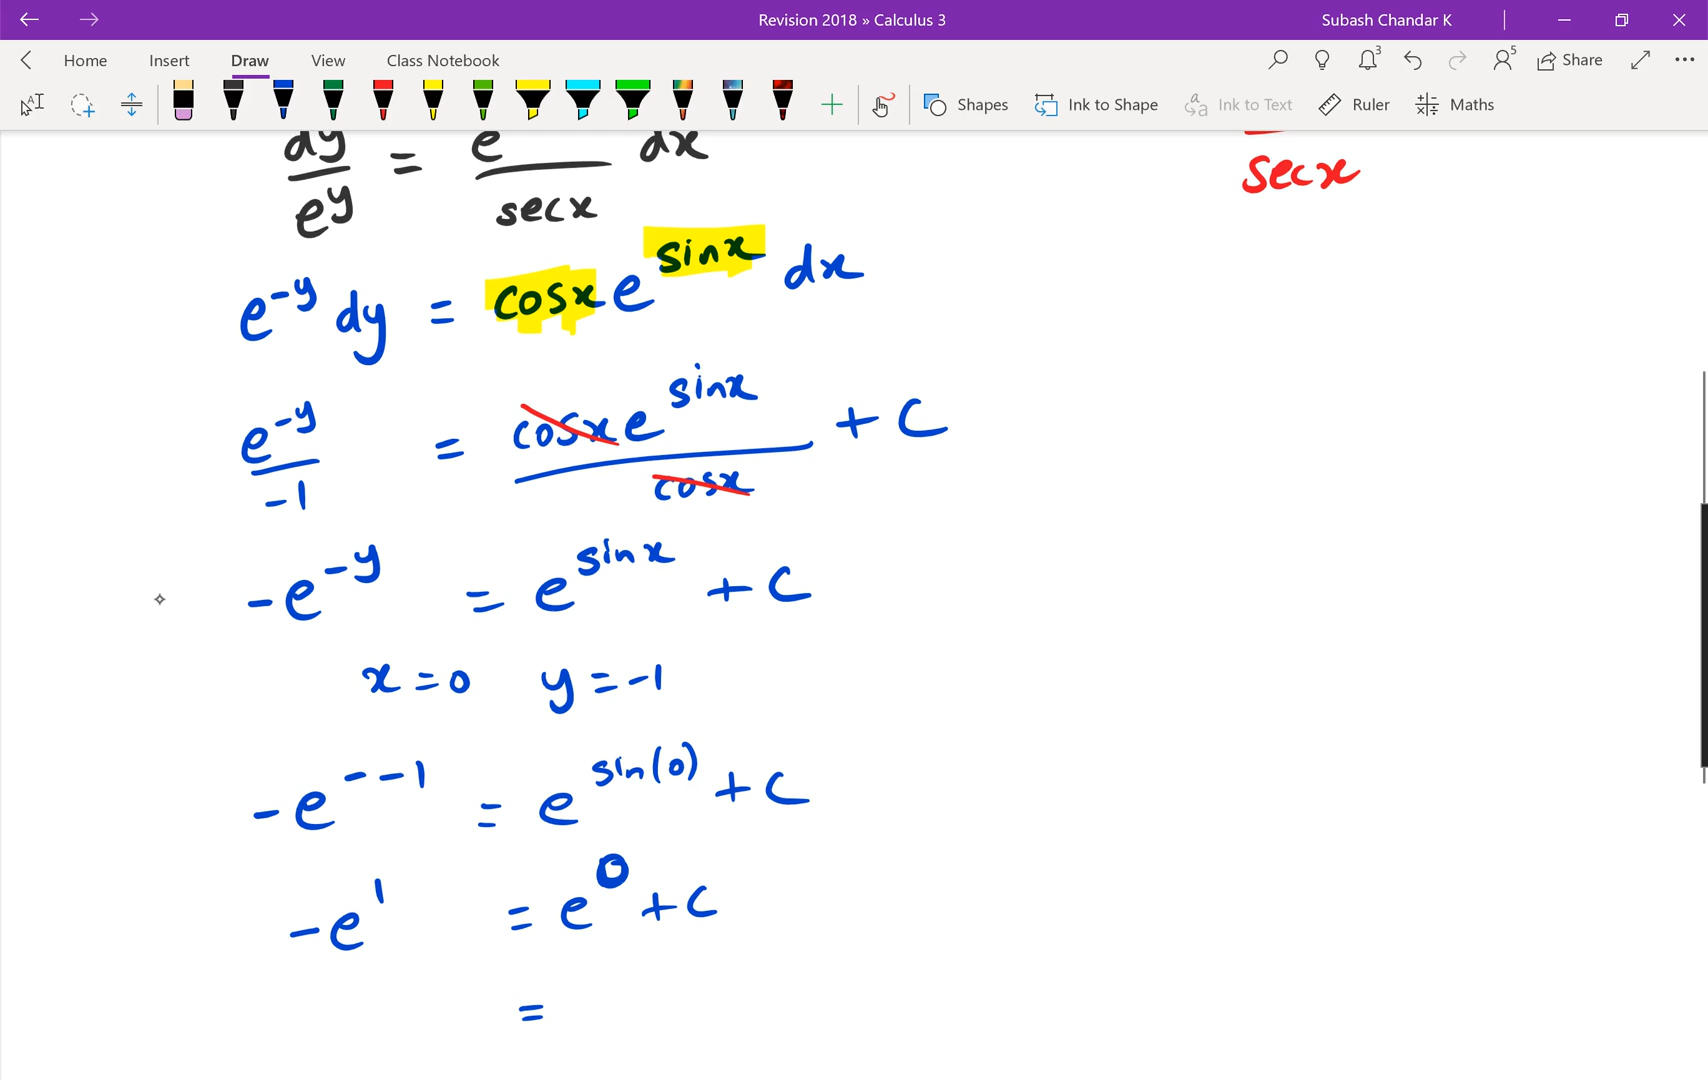 Revision 2018 » Calculus 3
Subash Chandar K
Home Insert Draw View Class Notebook
3
5
Share
Shapes
Ink to Shape
Ink to Text
Ruler
Maths
dy/e^y = e/secx dx
secx
e^-y dy = cosx e^sinx dx
e^-y/-1 = cosx e^sinx/cosx + C
-e^-y = e^sinx + C
x=0 y=-1
-e^--1 = e^sin(0) + C
-e^1 = e^0 + C
=